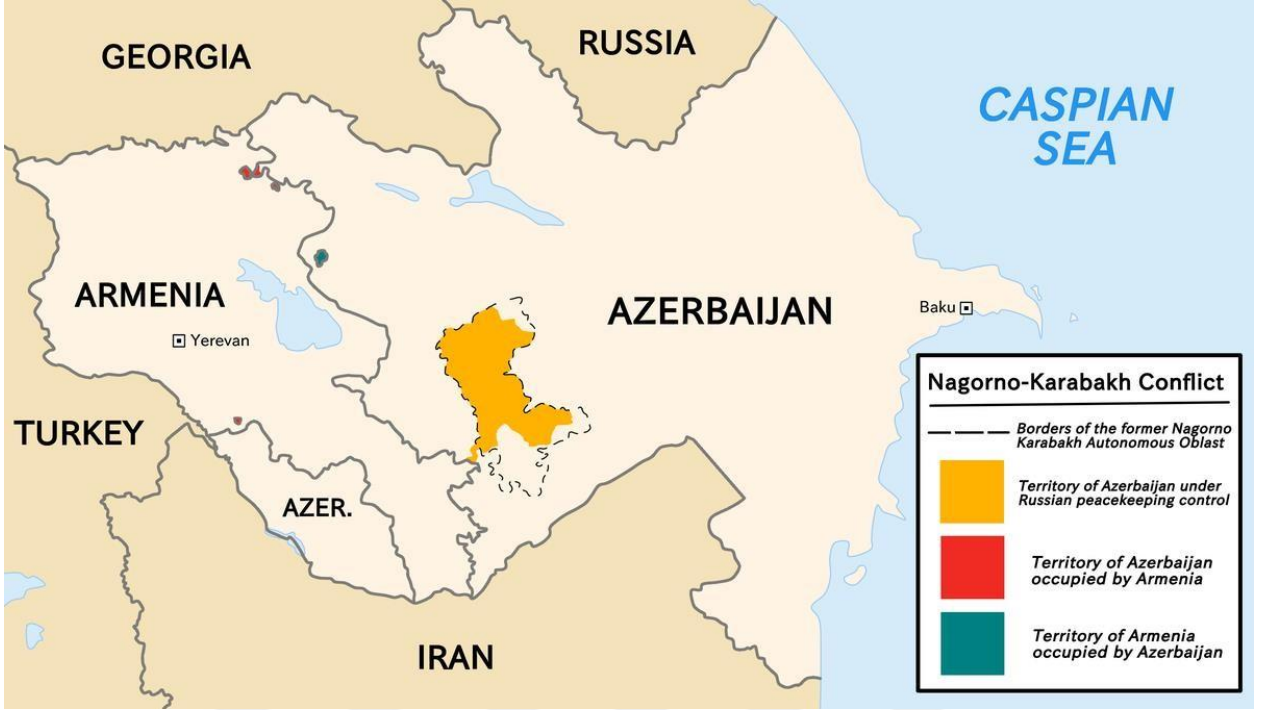 GEORGIA
RUSSIA
CASPIAN
SEA
ARMENIA
Yerevan
AZERBAIJAN
Baku
TURKEY
AZER.
IRAN
Nagorno-Karabakh Conflict
Borders of the former Nagorno
Karabakh Autonomous Oblast
Territory of Azerbaijan under
Russian peacekeeping control
Territory of Azerbaijan
occupied by Armenia
Territory of Armenia
occupied by Azerbaijan